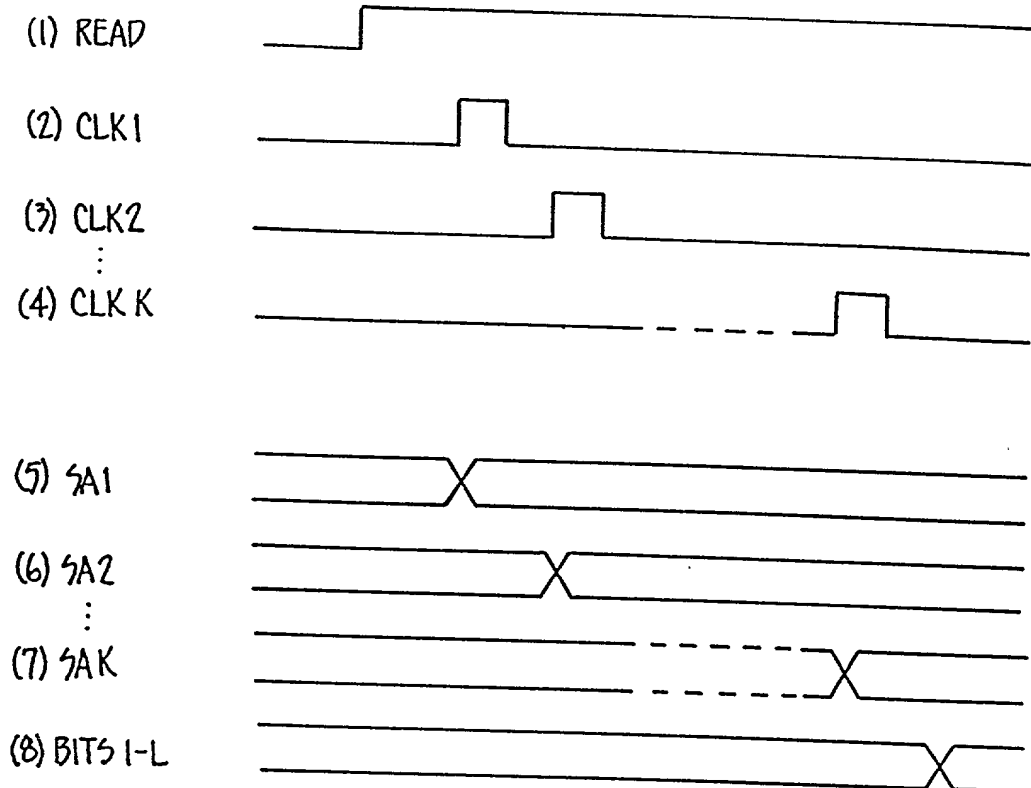 (1) READ
(2) CLK1
(3) CLK2
⋮
(4) CLK K
(5) SA1
(6) SA2
⋮
(7) SAK
(8) BITS 1-L